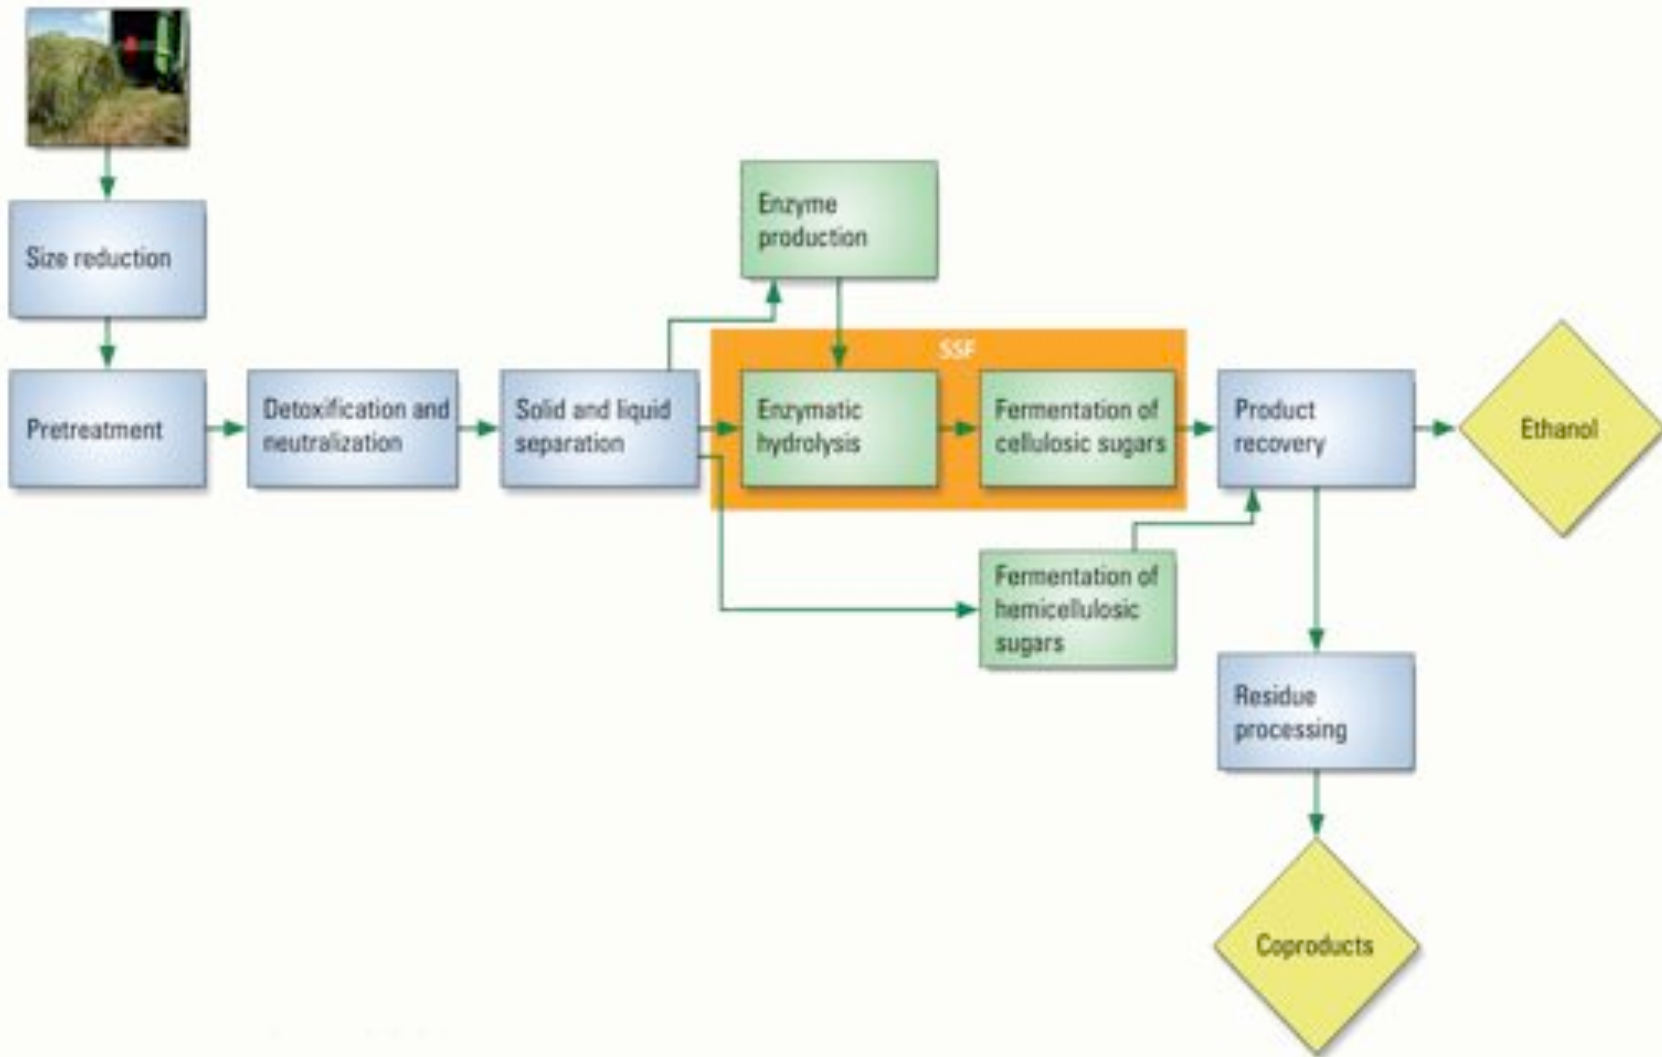 Size reduction
Pretreatment
Detoxification and
neutralization
Solid and liquid
separation
Enzyme
production
SSF
Enzymatic
hydrolysis
Fermentation of
cellulosic sugars
Fermentation of
hemicellulosic
sugars
Product
recovery
Ethanol
Residue
processing
Coproducts